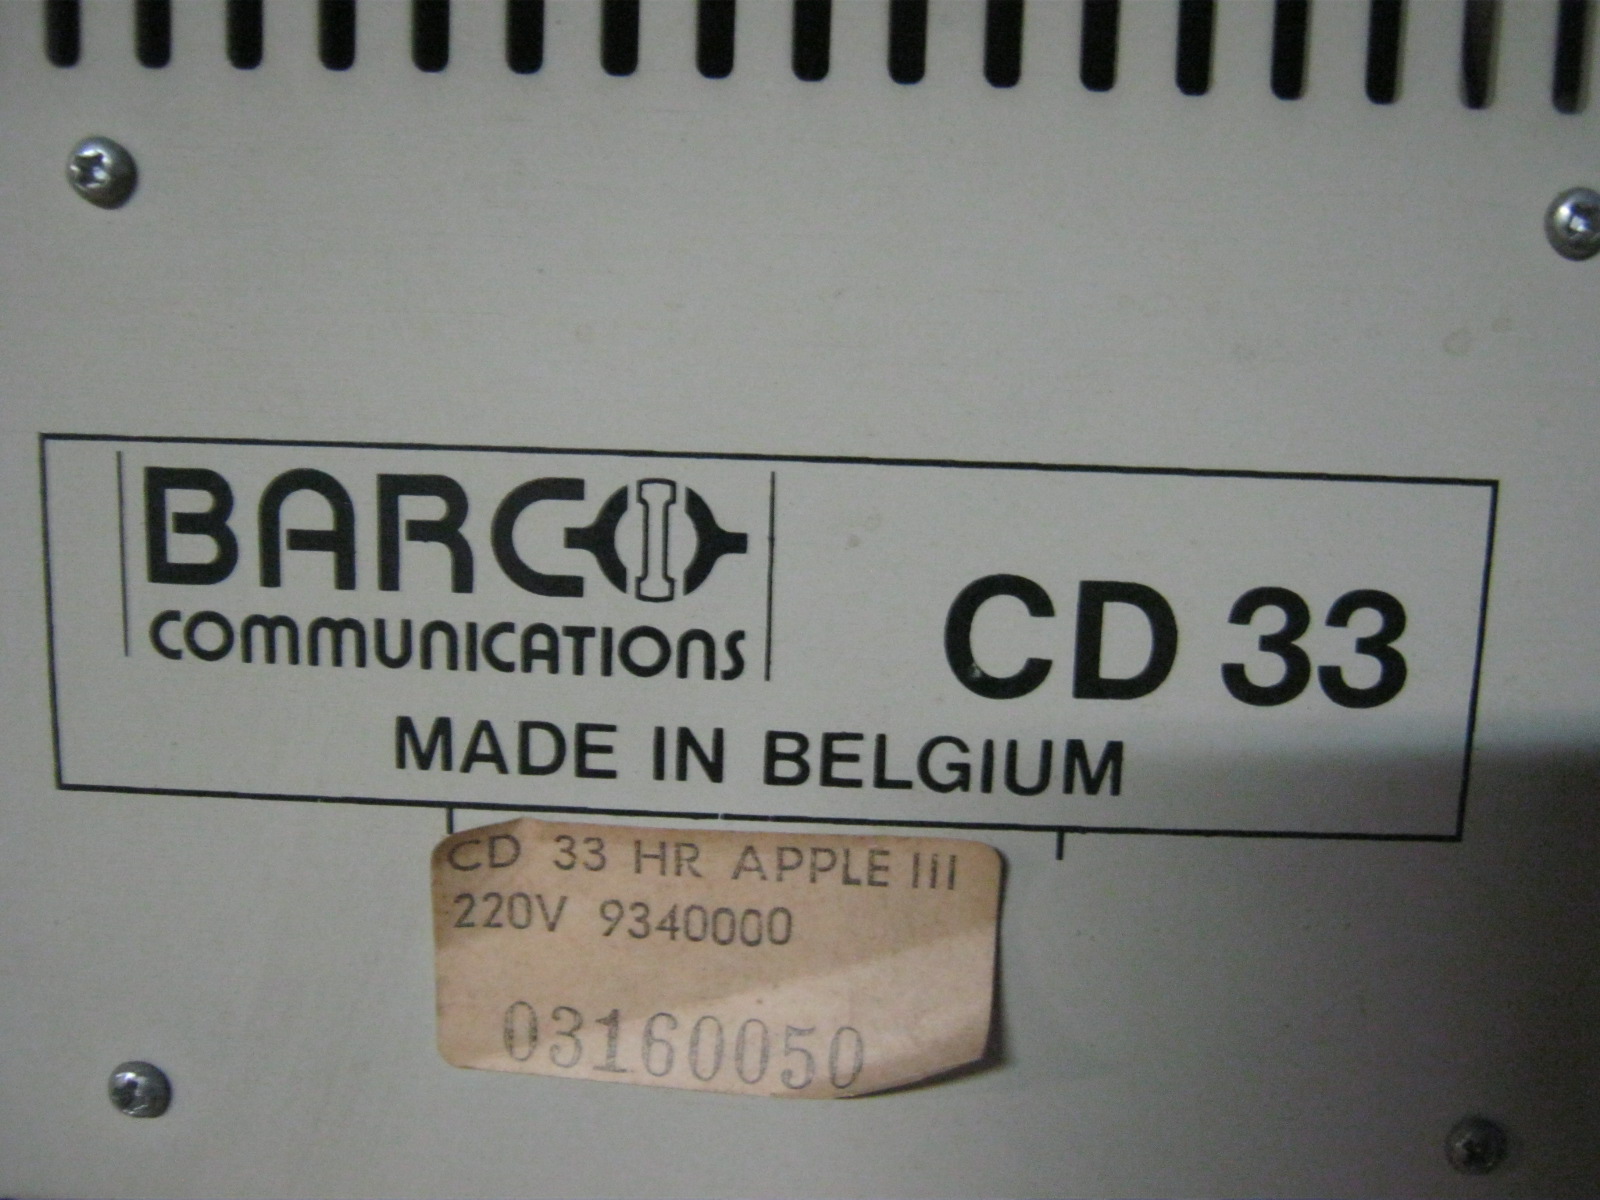 BARCO
COMMUNICATIONS
CD 33
MADE IN BELGIUM
CD 33 HR APPLE III
220V 9340000
03160050